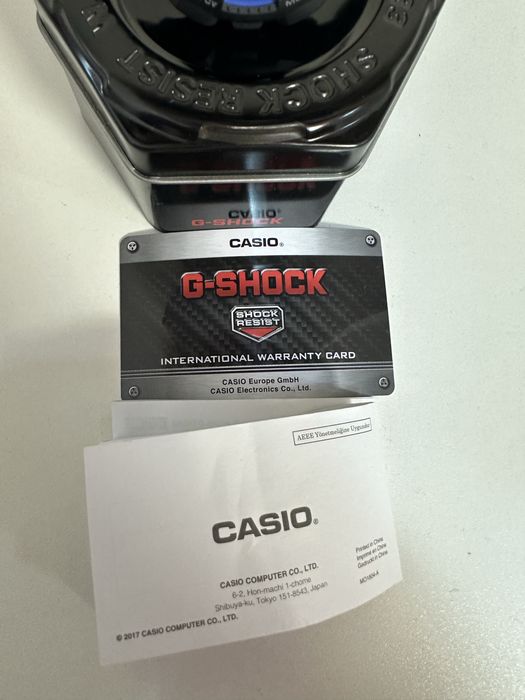 SHOCK RESIST W
G-SHOCK
CASIO
G-SHOCK
CASIO®
G-SHOCK
SHOCK
RESIST
INTERNATIONAL WARRANTY CARD
CASIO Europe GmbH
CASIO Electronics Co., Ltd.
AEEE Yönetmeliğine Uygundur
CASIO®
CASIO COMPUTER CO., LTD.
6-2, Hon-machi 1-chome
Shibuya-ku, Tokyo 151-8543, Japan
Printed in China
Imprimé en Chine
Gedruckt in China
MO1804-A
© 2017 CASIO COMPUTER CO., LTD.